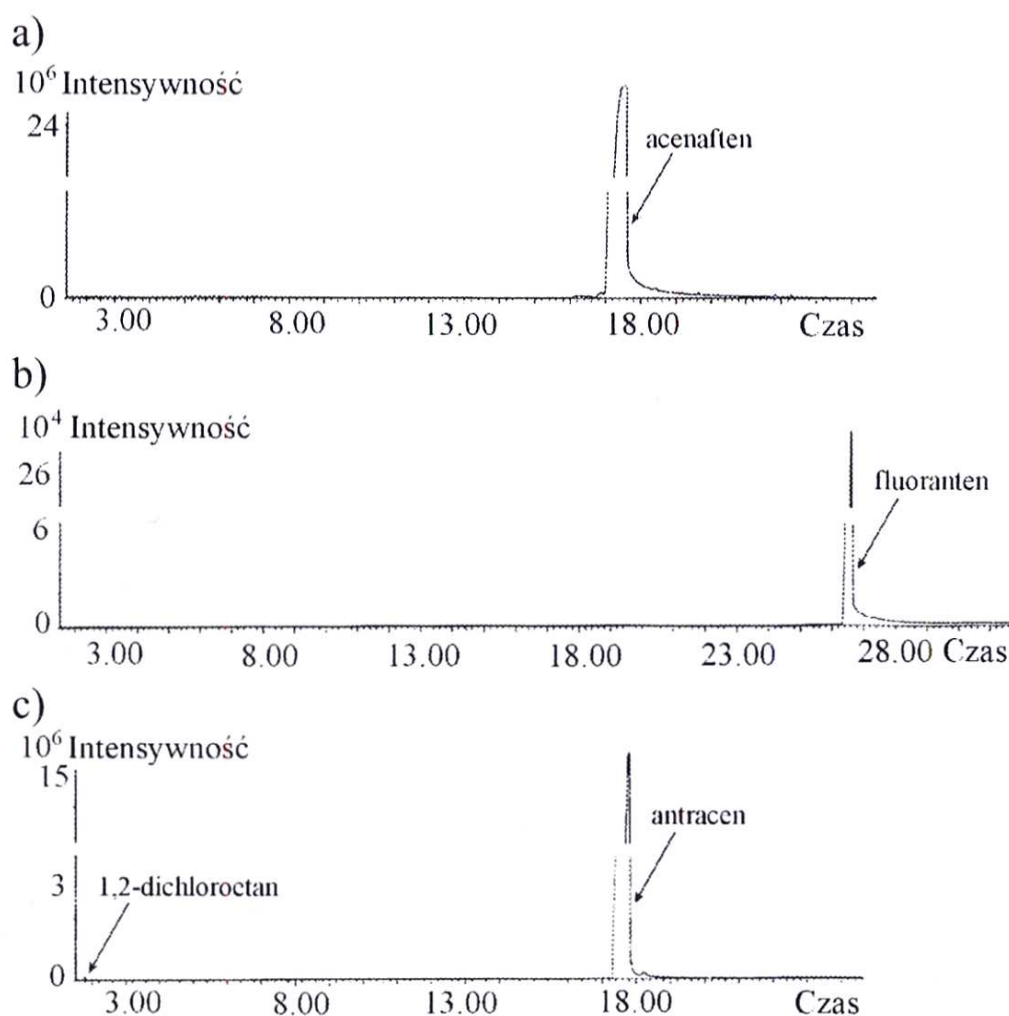 a)
10⁶ Intensywność
24
acenaften
0
3.00 8.00 13.00 18.00 Czas
b)
10⁴ Intensywność
26
fluoranten
6
0
3.00 8.00 13.00 18.00 23.00 28.00 Czas
c)
10⁶ Intensywność
15
antracen
3
1,2-dichloroetan
0
3.00 8.00 13.00 18.00 Czas